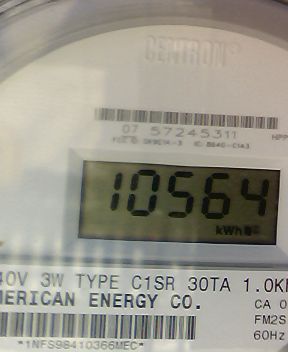 CENTRON®
07 57245311
10564
kWh
40V 3W TYPE C1SR 30TA 1.0K
MERICAN ENERGY CO.
CA 0
FM2S
60Hz
*1NFS98410366MEC*